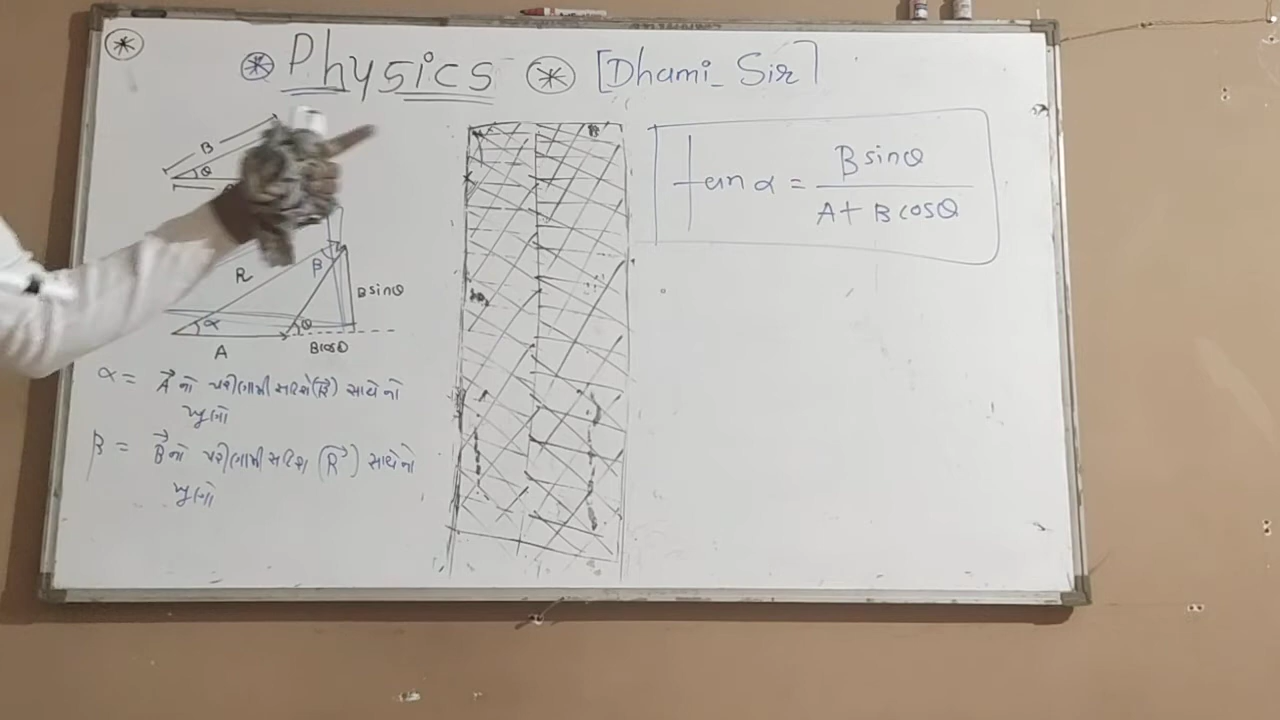 Physics [Dhami_Sir]
B
θ
R
β
B sinθ
α
θ
A
B cosθ
α = A⃗ નો પરીણામી સદિશ (R⃗) સાથેનો
ખૂણો
β = B⃗ નો પરીણામી સદિશ (R⃗) સાથેનો
ખૂણો
tan α = B sinθ / A + B cosθ